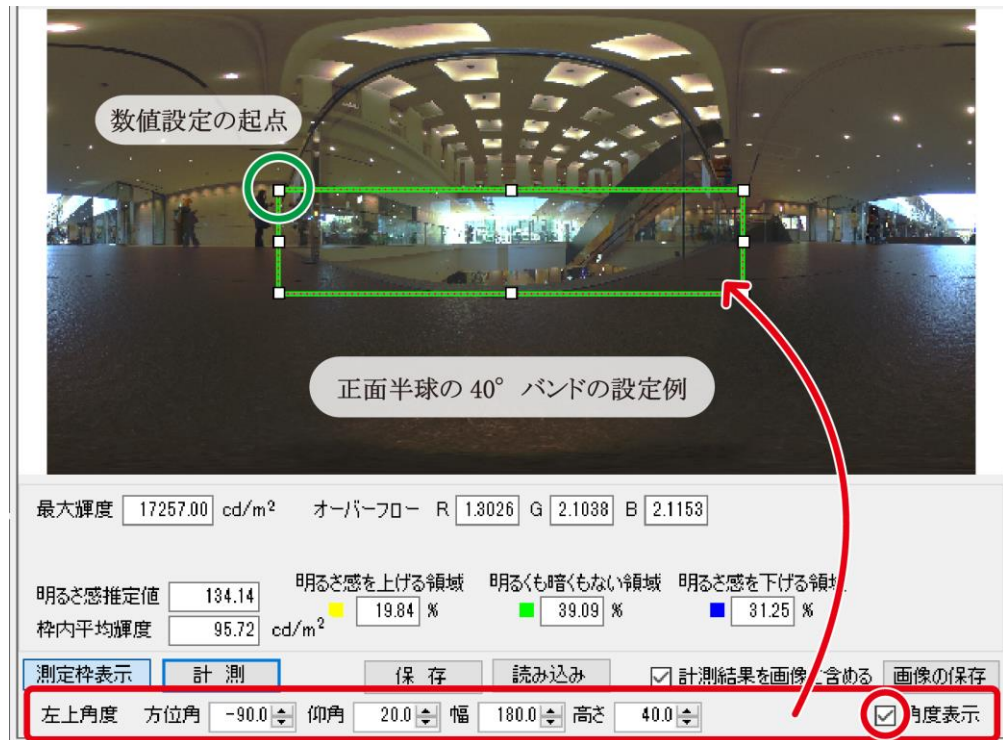 数値設定の起点
正面半球の40°バンドの設定例
最大輝度 17257.00 cd/m² オーバーフロー R 1.3026 G 2.1038 B 2.1153
明るさ感を上げる領域 明るくも暗くもない領域 明るさ感を下げる領域
明るさ感推定値 134.14 19.84 % 39.09 % 31.25 %
枠内平均輝度 95.72 cd/m²
測定枠表示 計測 保存 読み込み 計測結果を画像に含める 画像の保存
左上角度 方位角 -90.0 仰角 20.0 幅 180.0 高さ 40.0 角度表示